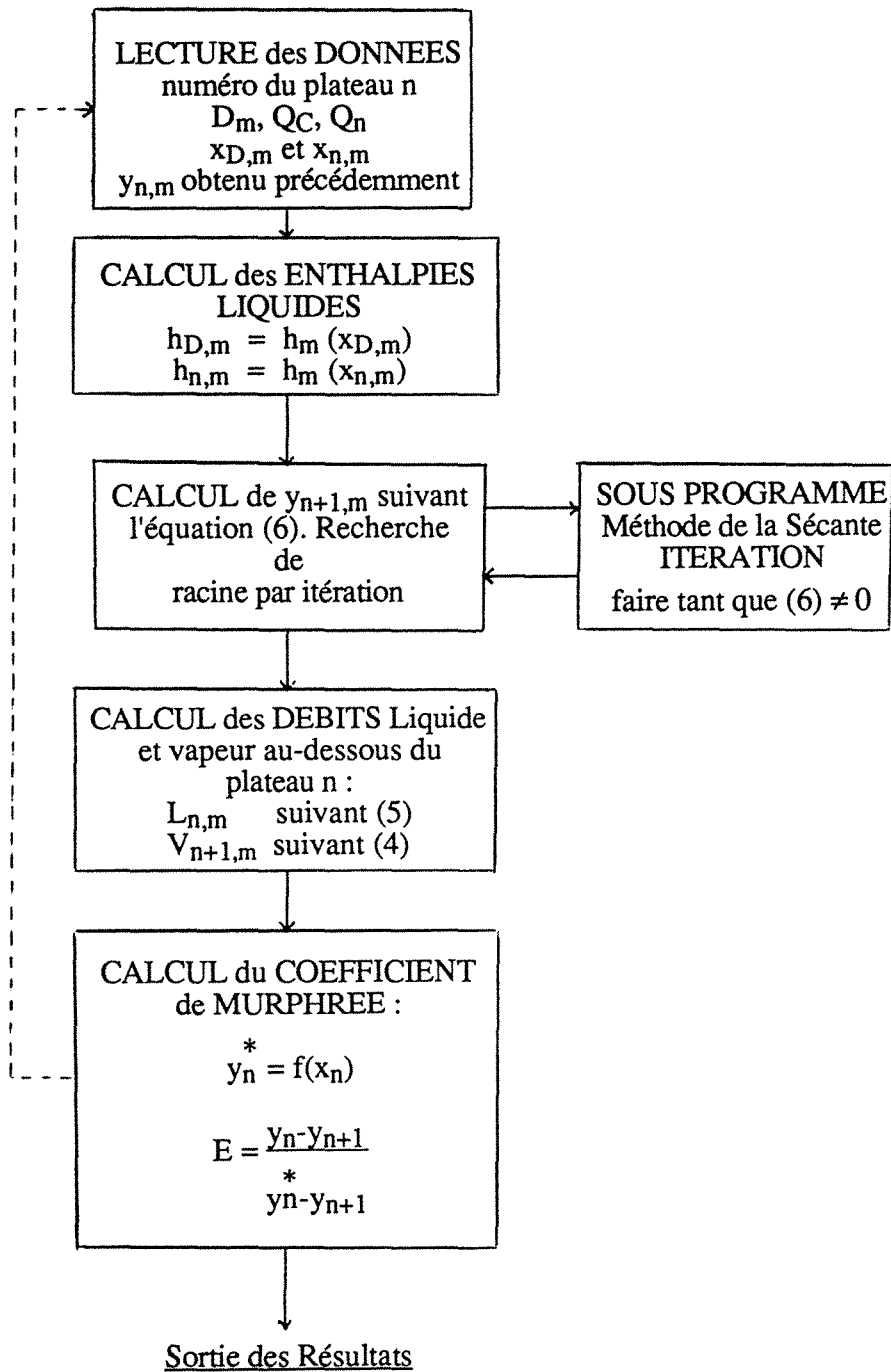 LECTURE des DONNEES
numéro du plateau n
Dm, QC, Qn
xD,m et xn,m
yn,m obtenu précédemment
CALCUL des ENTHALPIES
LIQUIDES
hD,m = hm (xD,m)
hn,m = hm (xn,m)
CALCUL de yn+1,m suivant
l'équation (6). Recherche
de
racine par itération
SOUS PROGRAMME
Méthode de la Sécante
ITERATION
faire tant que (6) ≠ 0
CALCUL des DEBITS Liquide
et vapeur au-dessous du
plateau n :
Ln,m suivant (5)
Vn+1,m suivant (4)
CALCUL du COEFFICIENT
de MURPHREE :
*
yn = f(xn)
E = yn-yn+1
*
yn-yn+1
Sortie des Résultats